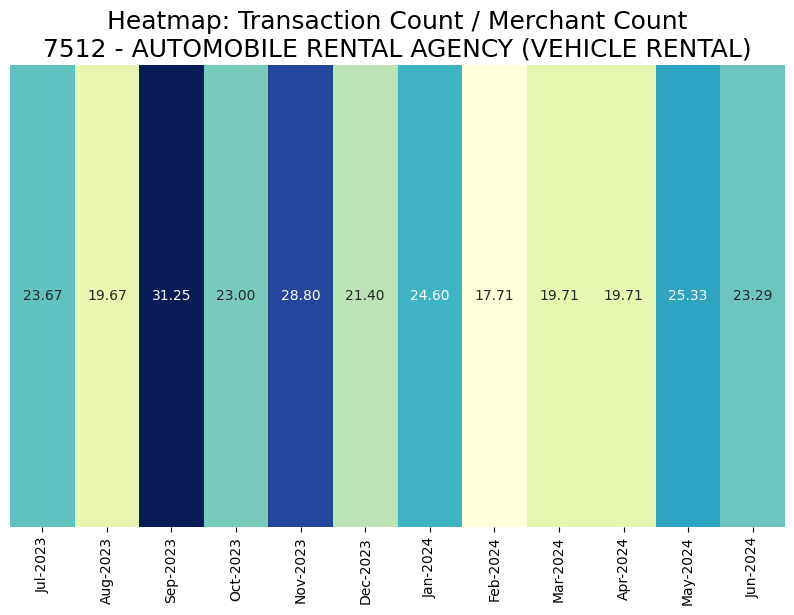 Heatmap: Transaction Count / Merchant Count
7512 - AUTOMOBILE RENTAL AGENCY (VEHICLE RENTAL)
23.67 19.67 31.25 23.00 28.80 21.40 24.60 17.71 19.71 19.71 25.33 23.29
Jul-2023 Aug-2023 Sep-2023 Oct-2023 Nov-2023 Dec-2023 Jan-2024 Feb-2024 Mar-2024 Apr-2024 May-2024 Jun-2024